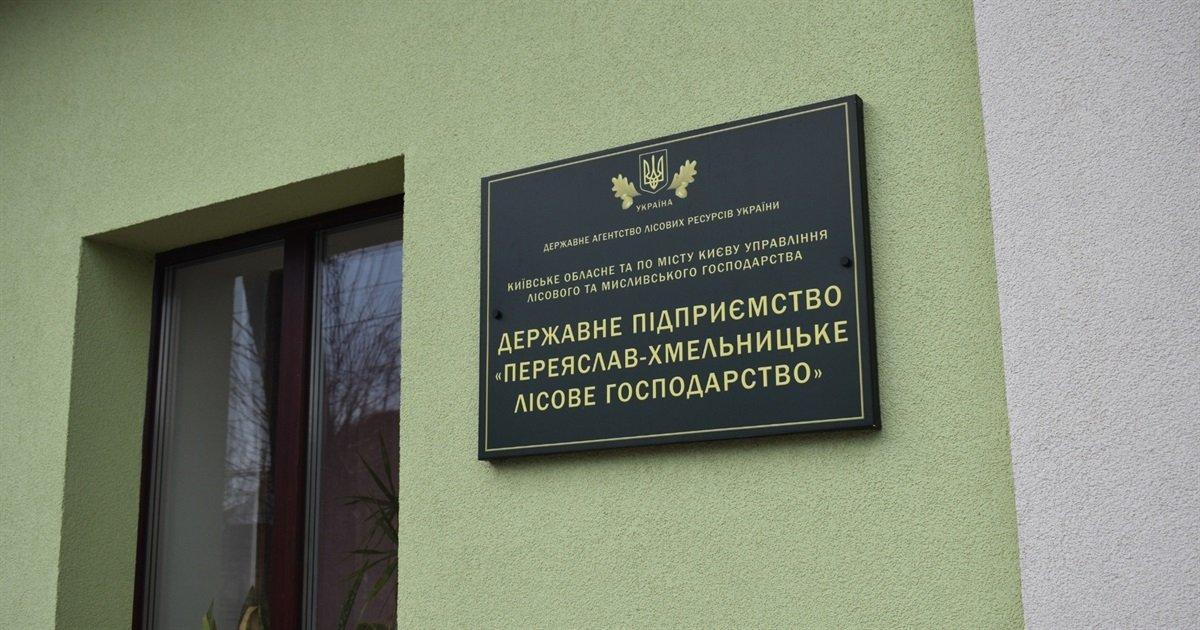 УКРАЇНА
ДЕРЖАВНЕ АГЕНТСТВО ЛІСОВИХ РЕСУРСІВ УКРАЇНИ
КИЇВСЬКЕ ОБЛАСНЕ ТА ПО МІСТУ КИЄВУ УПРАВЛІННЯ
ЛІСОВОГО ТА МИСЛИВСЬКОГО ГОСПОДАРСТВА
ДЕРЖАВНЕ ПІДПРИЄМСТВО
«ПЕРЕЯСЛАВ-ХМЕЛЬНИЦЬКЕ
ЛІСОВЕ ГОСПОДАРСТВО»